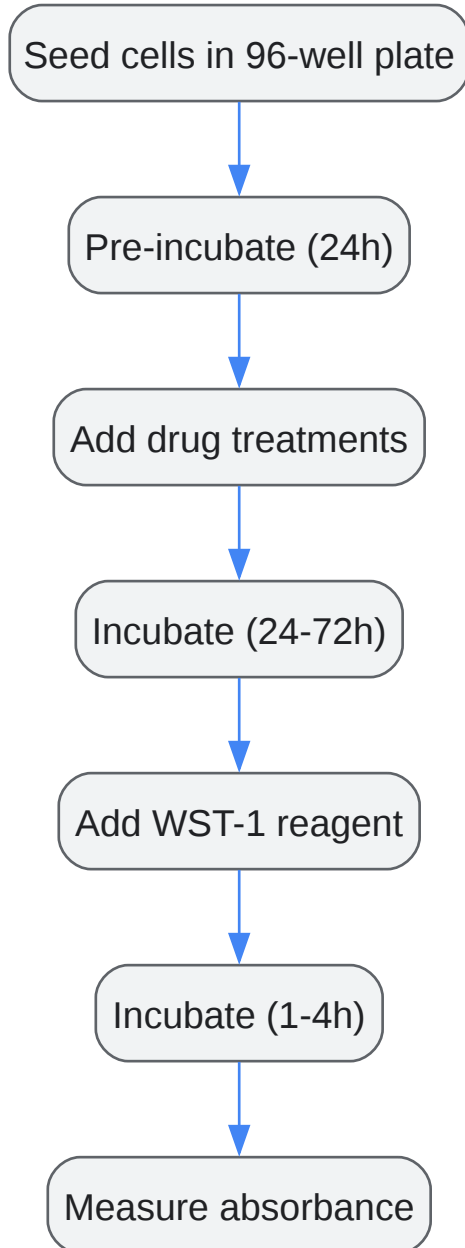 Seed cells in 96-well plate
Pre-incubate (24h)
Add drug treatments
Incubate (24-72h)
Add WST-1 reagent
Incubate (1-4h)
Measure absorbance